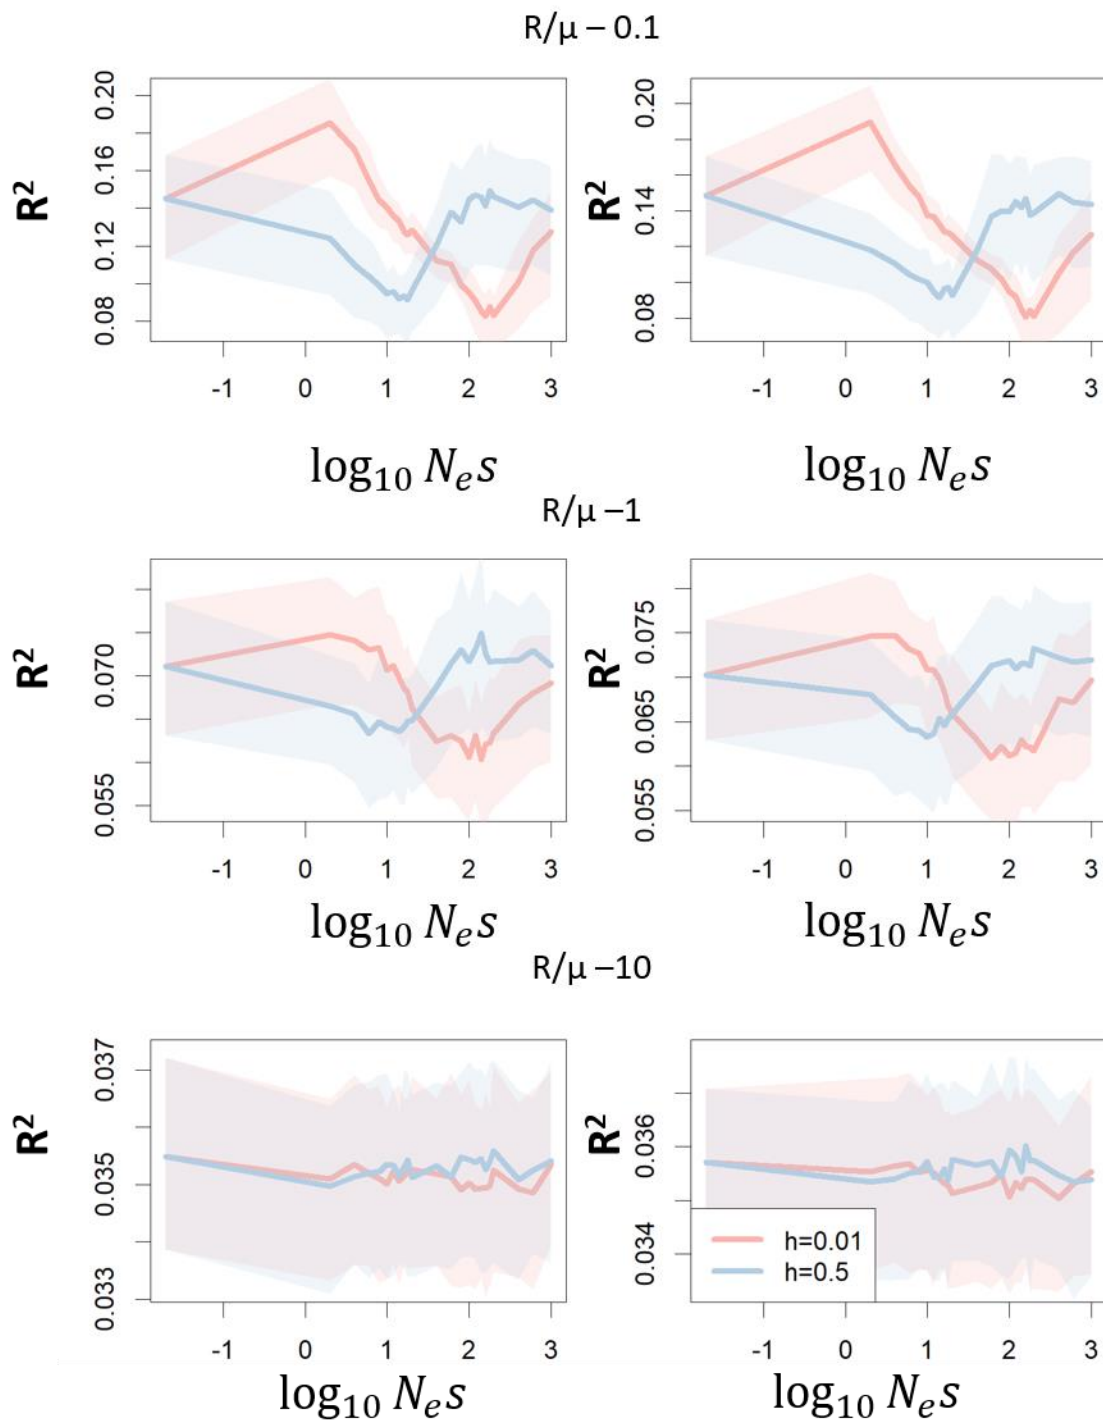 R/μ – 0.1
0.20
0.16
0.12
0.08
R²
-1 0 1 2 3
log₁₀ Nₑs
0.20
0.14
0.08
R²
-1 0 1 2 3
log₁₀ Nₑs
R/μ –1
0.070
0.055
R²
-1 0 1 2 3
log₁₀ Nₑs
0.075
0.065
0.055
R²
-1 0 1 2 3
log₁₀ Nₑs
R/μ –10
0.037
0.035
0.033
R²
-1 0 1 2 3
log₁₀ Nₑs
0.036
0.034
R²
h=0.01
h=0.5
-1 0 1 2 3
log₁₀ Nₑs